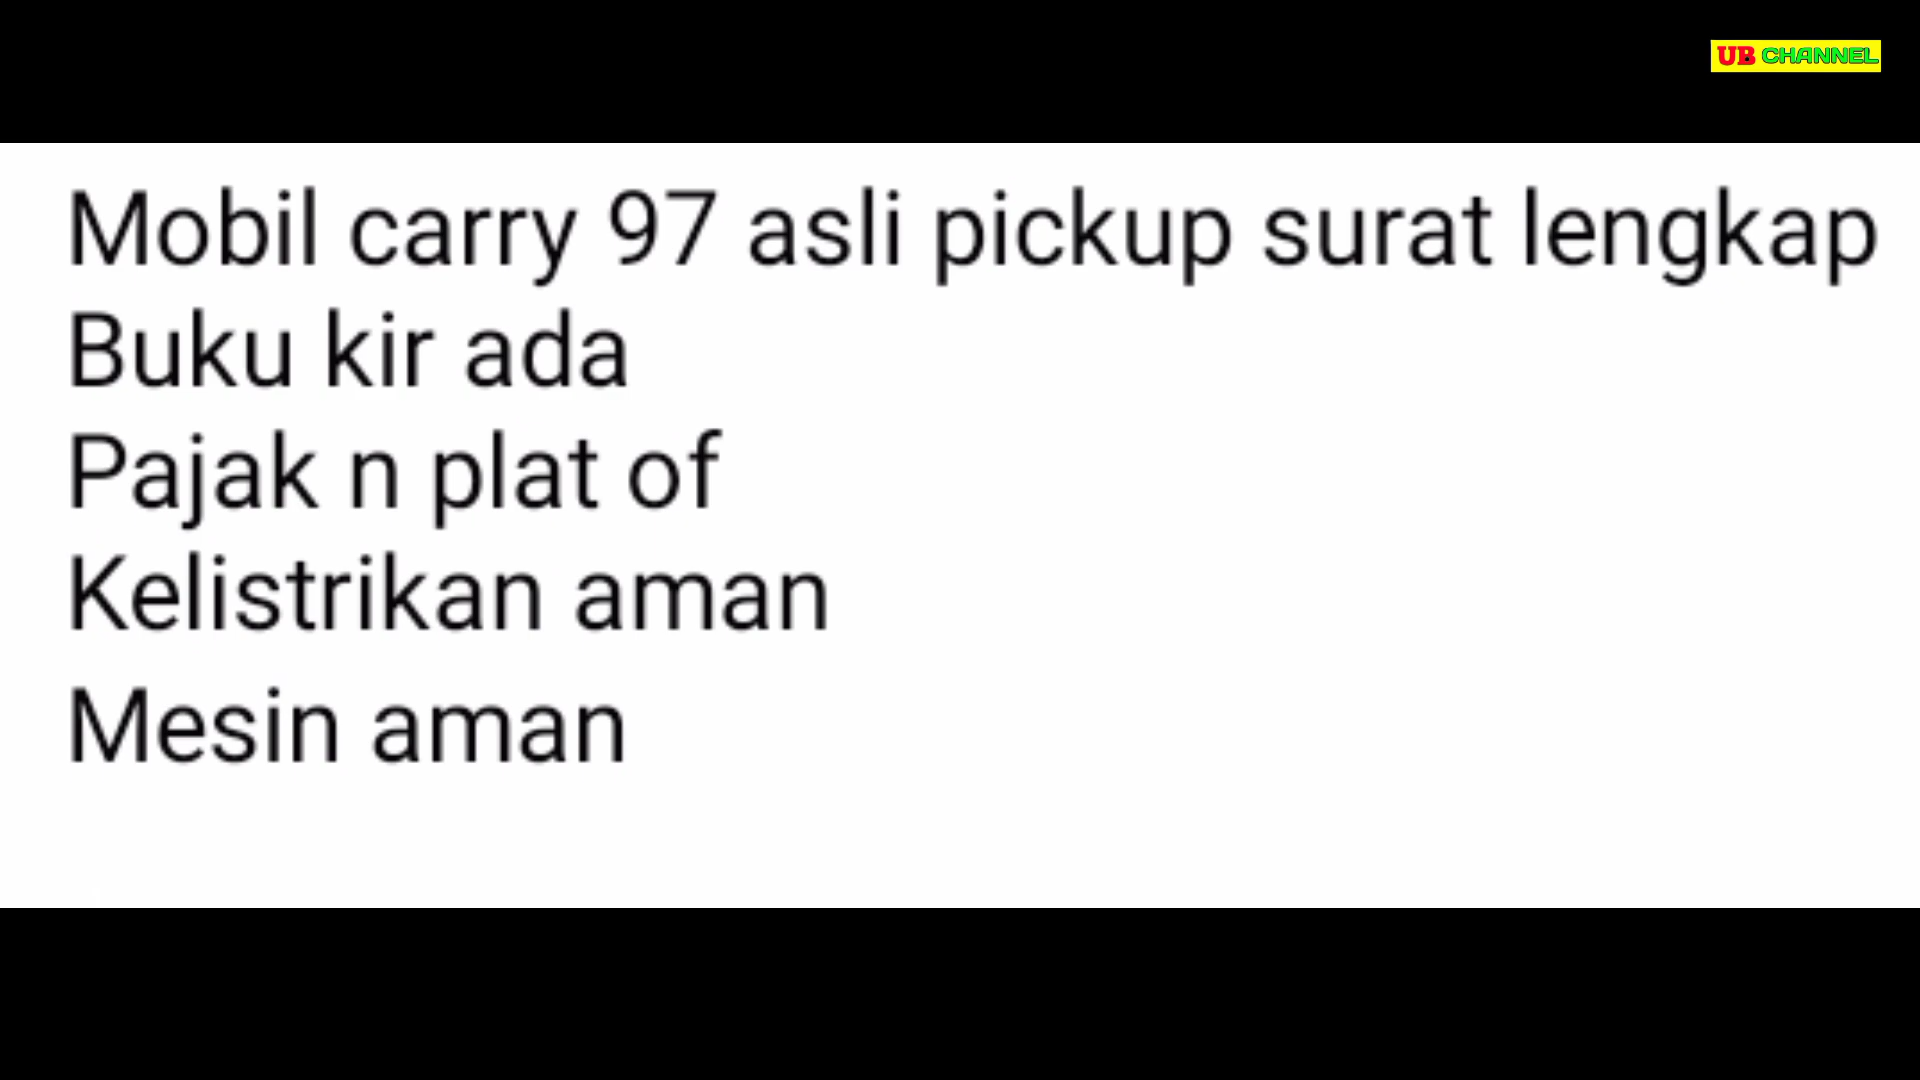 UB CHANNEL
Mobil carry 97 asli pickup surat lengkap
Buku kir ada
Pajak n plat of
Kelistrikan aman
Mesin aman